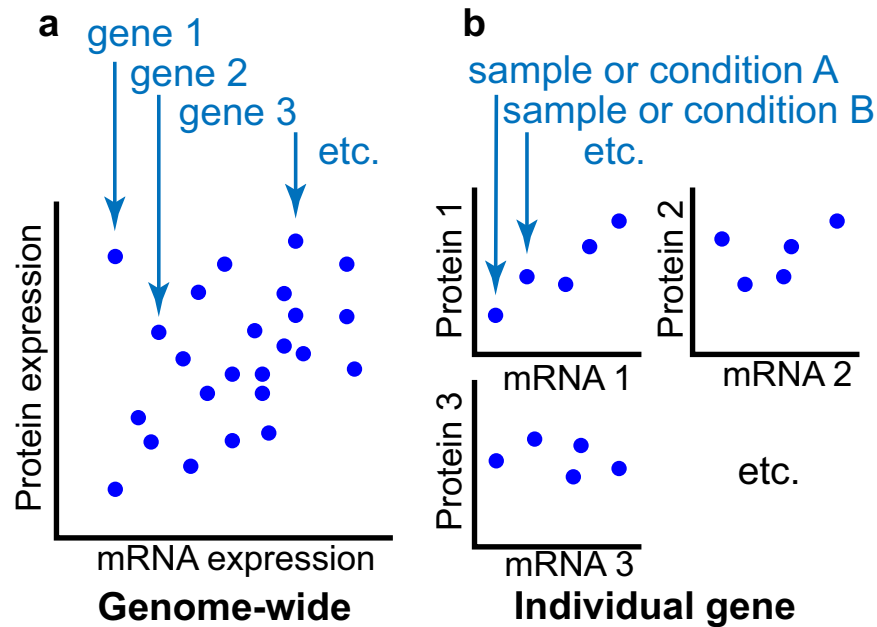 a
gene 1
gene 2
gene 3
etc.
Protein expression
mRNA expression
Genome-wide
b
sample or condition A
sample or condition B
etc.
Protein 1
mRNA 1
Protein 2
mRNA 2
Protein 3
mRNA 3
etc.
Individual gene